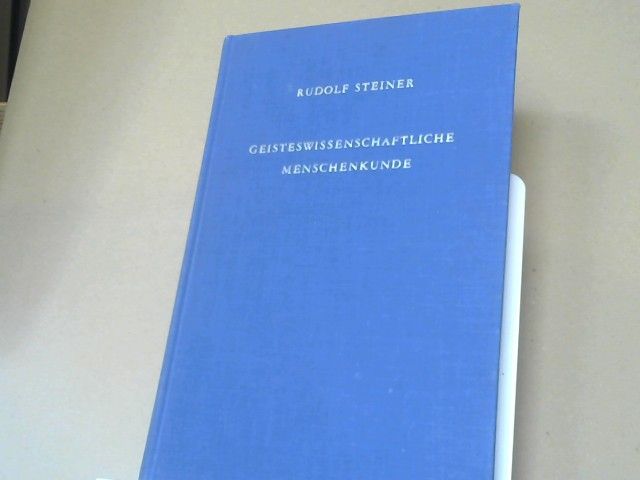 RUDOLF STEINER
GEISTESWISSENSCHAFTLICHE
MENSCHENKUNDE